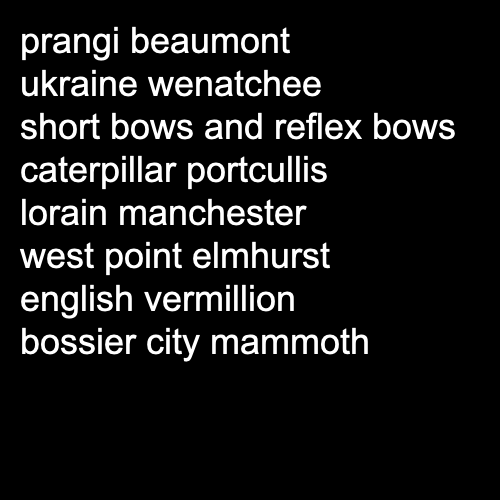 prangi beaumont
ukraine wenatchee
short bows and reflex bows
caterpillar portcullis
lorain manchester
west point elmhurst
english vermillion
bossier city mammoth